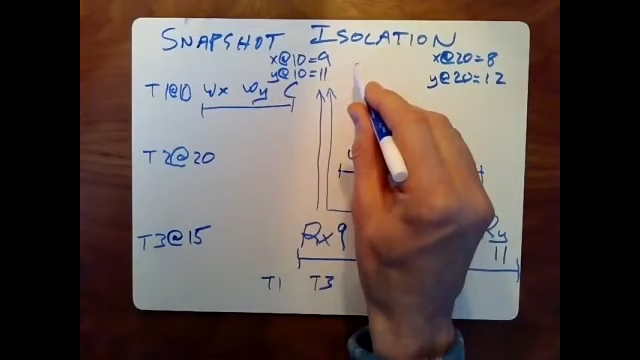 SNAPSHOT ISOLATION
x@10=9
y@10=11
x@20=8
y@20=12
T1@10 Wx Wy C
T2@20
T3@15
Rx9
Ry
11
T1 T3